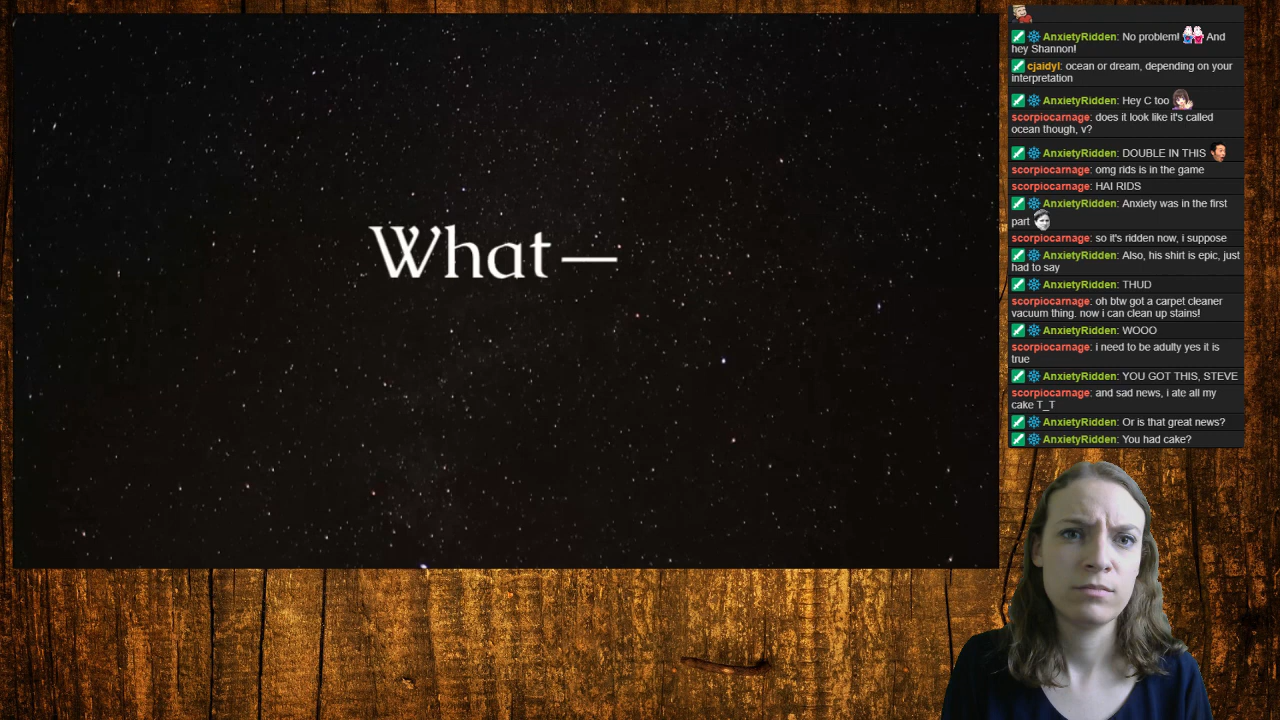 What —
AnxietyRidden: No problem! And
hey Shannon!
cjaidyl: ocean or dream, depending on your
interpretation
AnxietyRidden: Hey C too
scorpiocarnage: does it look like it's called
ocean though, v?
AnxietyRidden: DOUBLE IN THIS
scorpiocarnage: omg rids is in the game
scorpiocarnage: HAI RIDS
AnxietyRidden: Anxiety was in the first
part
scorpiocarnage: so it's ridden now, i suppose
AnxietyRidden: Also, his shirt is epic, just
had to say
AnxietyRidden: THUD
scorpiocarnage: oh btw got a carpet cleaner
vacuum thing. now i can clean up stains!
AnxietyRidden: WOOO
scorpiocarnage: i need to be adulty yes it is
true
AnxietyRidden: YOU GOT THIS, STEVE
scorpiocarnage: and sad news, i ate all my
cake T_T
AnxietyRidden: Or is that great news?
AnxietyRidden: You had cake?